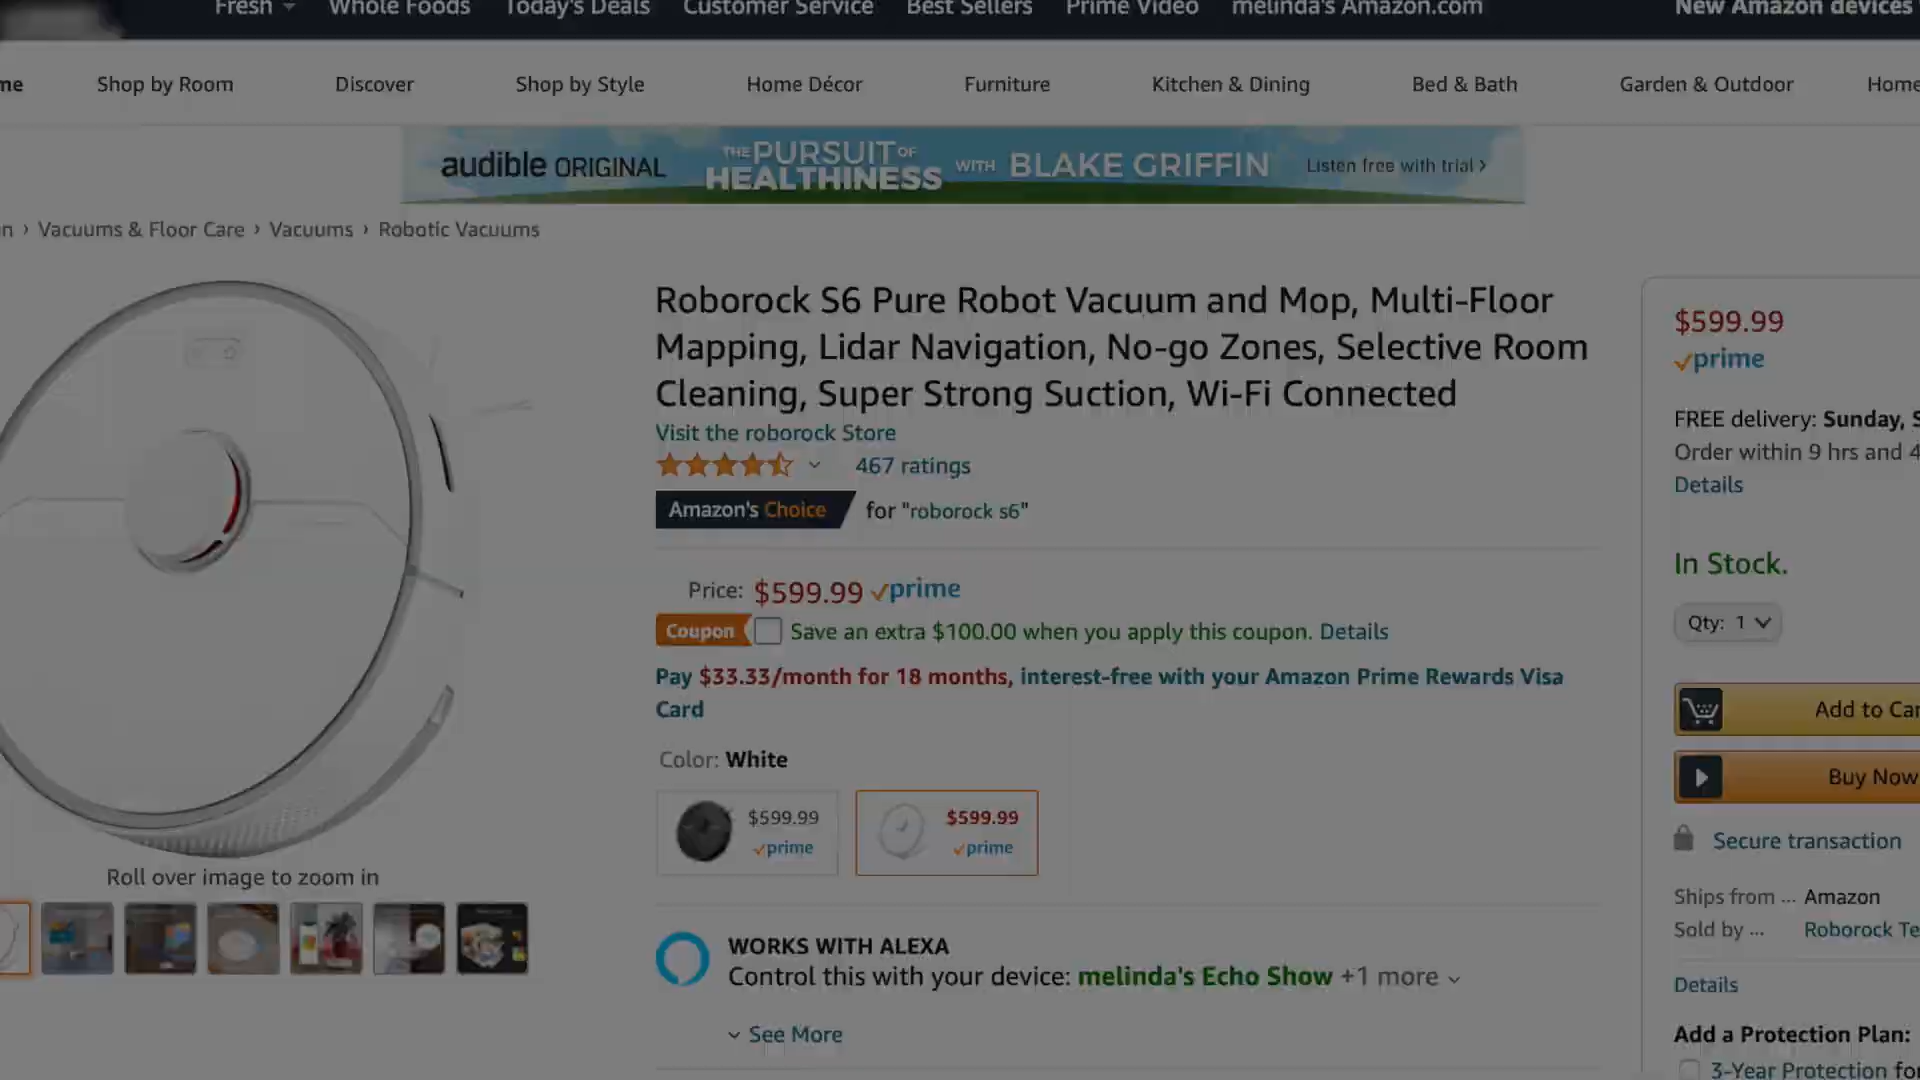 Fresh
Whole Foods
Today's Deals
Customer Service
Best Sellers
Prime Video
melinda's Amazon.com
New Amazon devices
Shop by Room
Discover
Shop by Style
Home Décor
Furniture
Kitchen & Dining
Bed & Bath
Garden & Outdoor
Home
audible ORIGINAL
THE PURSUIT OF
HEALTHINESS
WITH BLAKE GRIFFIN
Listen free with trial ›
› Vacuums & Floor Care › Vacuums › Robotic Vacuums
Roborock S6 Pure Robot Vacuum and Mop, Multi-Floor
Mapping, Lidar Navigation, No-go Zones, Selective Room
Cleaning, Super Strong Suction, Wi-Fi Connected
Visit the roborock Store
467 ratings
Amazon's Choice for "roborock s6"
Price: $599.99 prime
Coupon Save an extra $100.00 when you apply this coupon. Details
Pay $33.33/month for 18 months, interest-free with your Amazon Prime Rewards Visa
Card
Color: White
$599.99
prime
$599.99
prime
Roll over image to zoom in
WORKS WITH ALEXA
Control this with your device: melinda's Echo Show +1 more
See More
$599.99
prime
FREE delivery: Sunday, S
Order within 9 hrs and 4
Details
In Stock.
Qty: 1
Add to Car
Buy Now
Secure transaction
Ships from ... Amazon
Sold by ... Roborock Te
Details
Add a Protection Plan:
3-Year Protection for